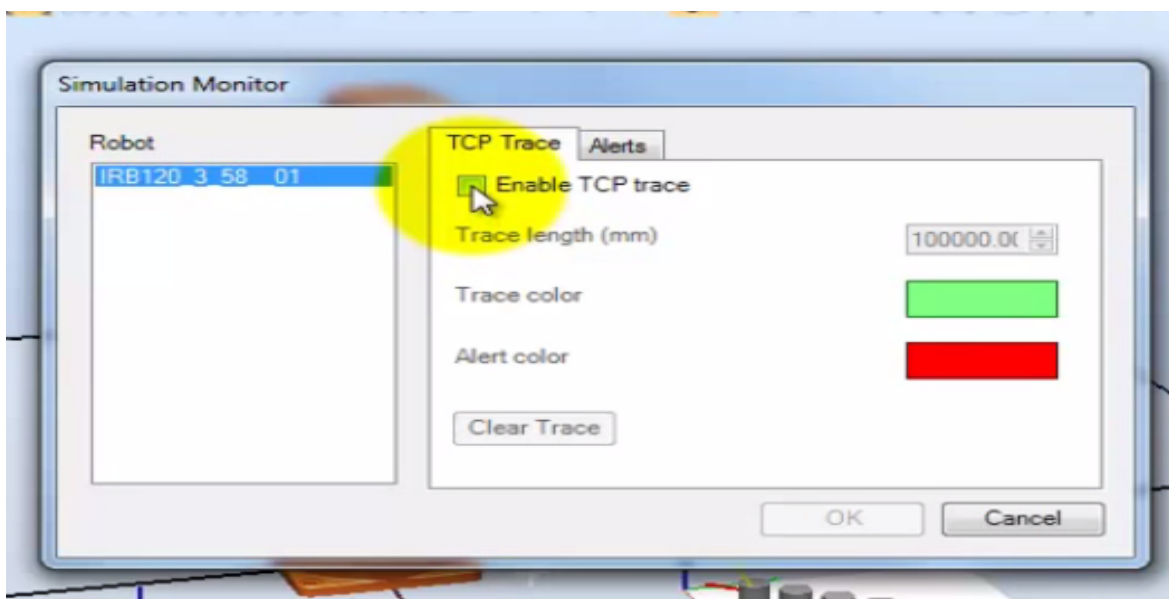 Simulation Monitor
Robot
IRB120_3_58__01
TCP Trace
Alerts
Enable TCP trace
Trace length (mm)
100000.0(
Trace color
Alert color
Clear Trace
OK
Cancel